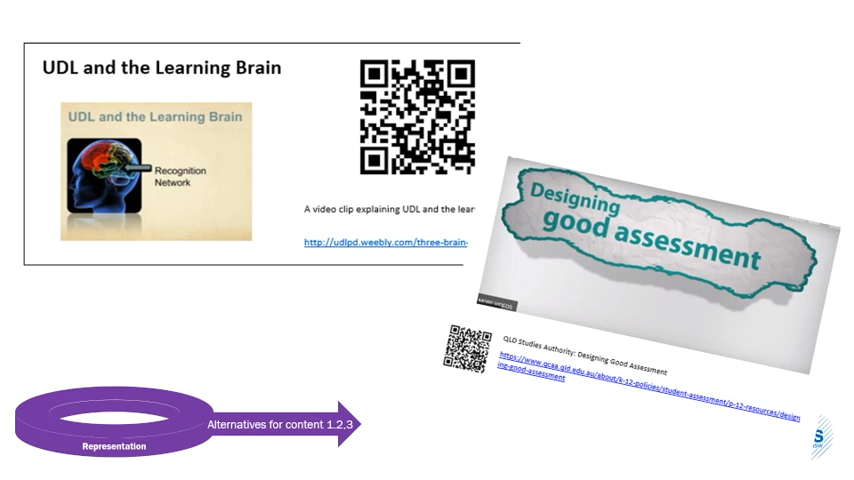 UDL and the Learning Brain
UDL and the Learning Brain
Recognition
Network
A video clip explaining UDL and the lear
http://udlpd.weebly.com/three-brain-
Designing
good assessment
MORE VIDEOS
QLD Studies Authority: Designing Good Assessment
https://www.qcaa.qld.edu.au/about/k-12-policies/student-assessment/p-12-resources/design
ing-good-assessment
Alternatives for content 1.2,3
Representation
S